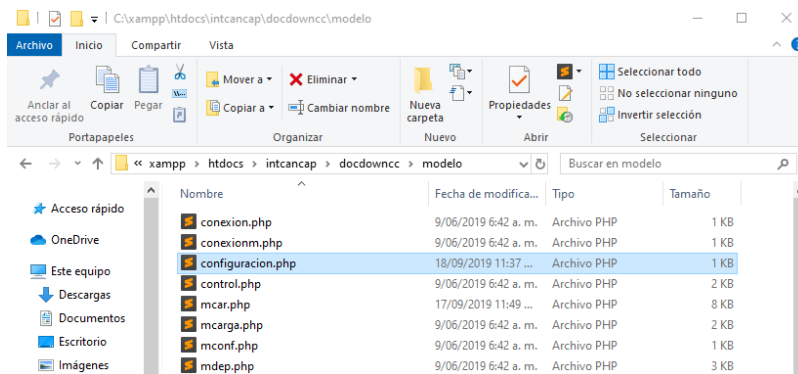 C:\xampp\htdocs\intcancap\docdowncc\modelo
Archivo Inicio Compartir Vista
Anclar al acceso rápido
Copiar
Pegar
Mover a
Copiar a
Eliminar
Cambiar nombre
Nueva carpeta
Propiedades
Seleccionar todo
No seleccionar ninguno
Invertir selección
Portapapeles Organizar Nuevo Abrir Seleccionar
« xampp › htdocs › intcancap › docdowncc › modelo
Buscar en modelo
Nombre Fecha de modifica... Tipo Tamaño
Acceso rápido
OneDrive
Este equipo
Descargas
Documentos
Escritorio
Imágenes
conexion.php 9/06/2019 6:42 a. m. Archivo PHP 1 KB
conexionm.php 9/06/2019 6:42 a. m. Archivo PHP 1 KB
configuracion.php 18/09/2019 11:37 ... Archivo PHP 1 KB
control.php 9/06/2019 6:42 a. m. Archivo PHP 2 KB
mcar.php 17/09/2019 11:49 ... Archivo PHP 8 KB
mcarga.php 9/06/2019 6:42 a. m. Archivo PHP 2 KB
mconf.php 9/06/2019 6:42 a. m. Archivo PHP 1 KB
mdep.php 9/06/2019 6:42 a. m. Archivo PHP 3 KB